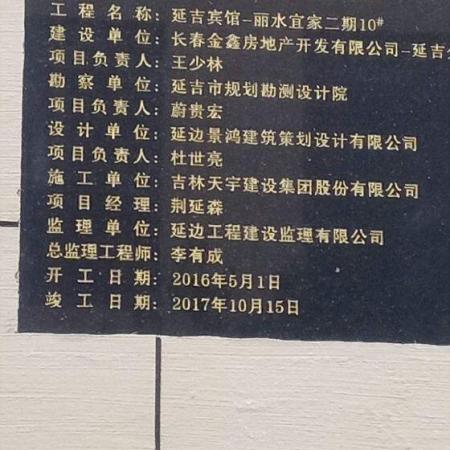 工程名称：延吉宾馆-丽水宜家二期10#
建设单位：长春金鑫房地产开发有限公司-延吉
项目负责人：王少林
勘察单位：延吉市规划勘测设计院
项目负责人：蔚贵宏
设计单位：延边景鸿建筑策划设计有限公司
项目负责人：杜世亮
施工单位：吉林天宇建设集团股份有限公司
项目经理：荆延森
监理单位：延边工程建设监理有限公司
总监理工程师：李有成
开工日期：2016年5月1日
竣工日期：2017年10月15日